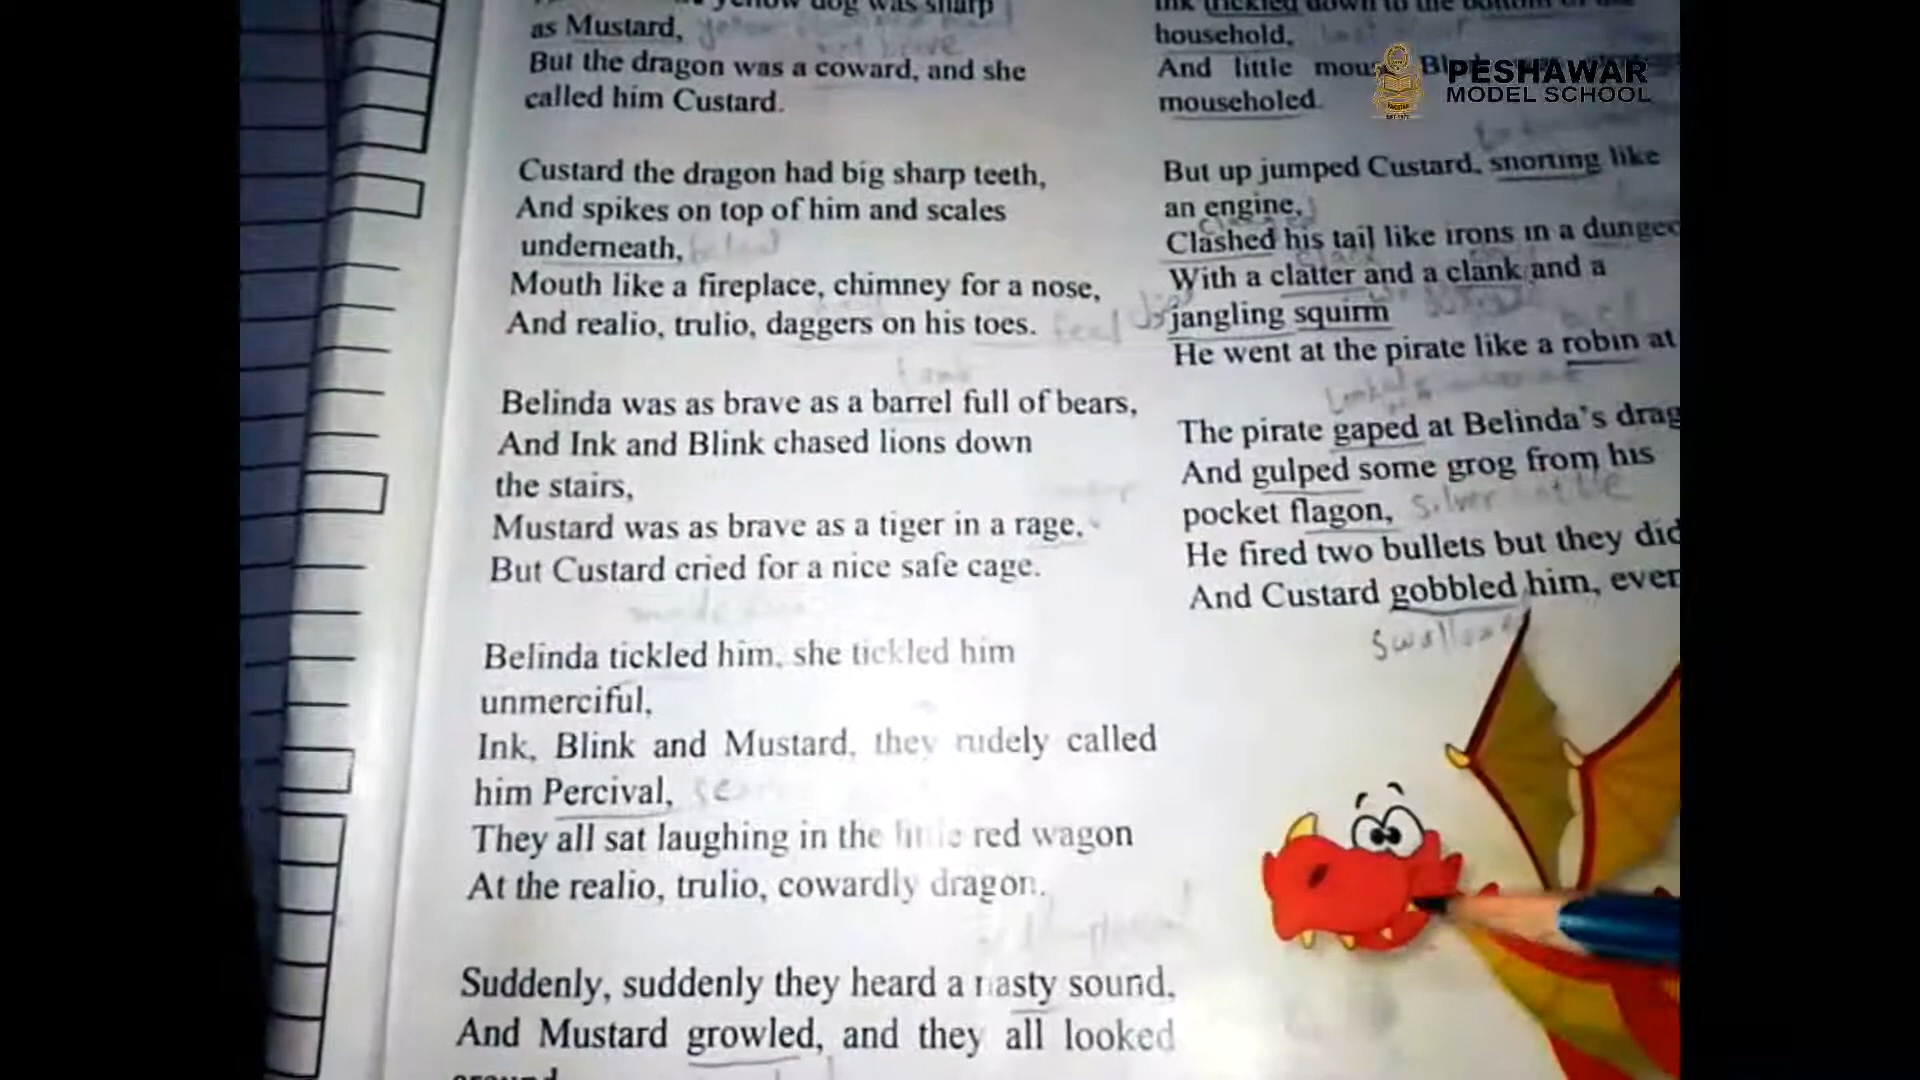 dog was sharp
as Mustard,
But the dragon was a coward, and she
called him Custard.
Custard the dragon had big sharp teeth,
And spikes on top of him and scales
underneath,
Mouth like a fireplace, chimney for a nose,
And realio, trulio, daggers on his toes.
Belinda was as brave as a barrel full of bears,
And Ink and Blink chased lions down
the stairs,
Mustard was as brave as a tiger in a rage,
But Custard cried for a nice safe cage.
Belinda tickled him, she tickled him
unmerciful,
Ink, Blink and Mustard, they rudely called
him Percival,
They all sat laughing in the little red wagon
At the realio, trulio, cowardly dragon.
Suddenly, suddenly they heard a nasty sound,
And Mustard growled, and they all looked
Ink trickled down to the bottom of the
household,
And little mouse
mouseholed.
But up jumped Custard, snorting like
an engine,
Clashed his tail like irons in a
With a clatter and a clank and a
jangling squirm
He went at the pirate like a robin at
The pirate gaped at Belinda's
And gulped some grog from his
pocket flagon,
He fired two bullets but they
And Custard gobbled him,
PESHAWAR
MODEL SCHOOL